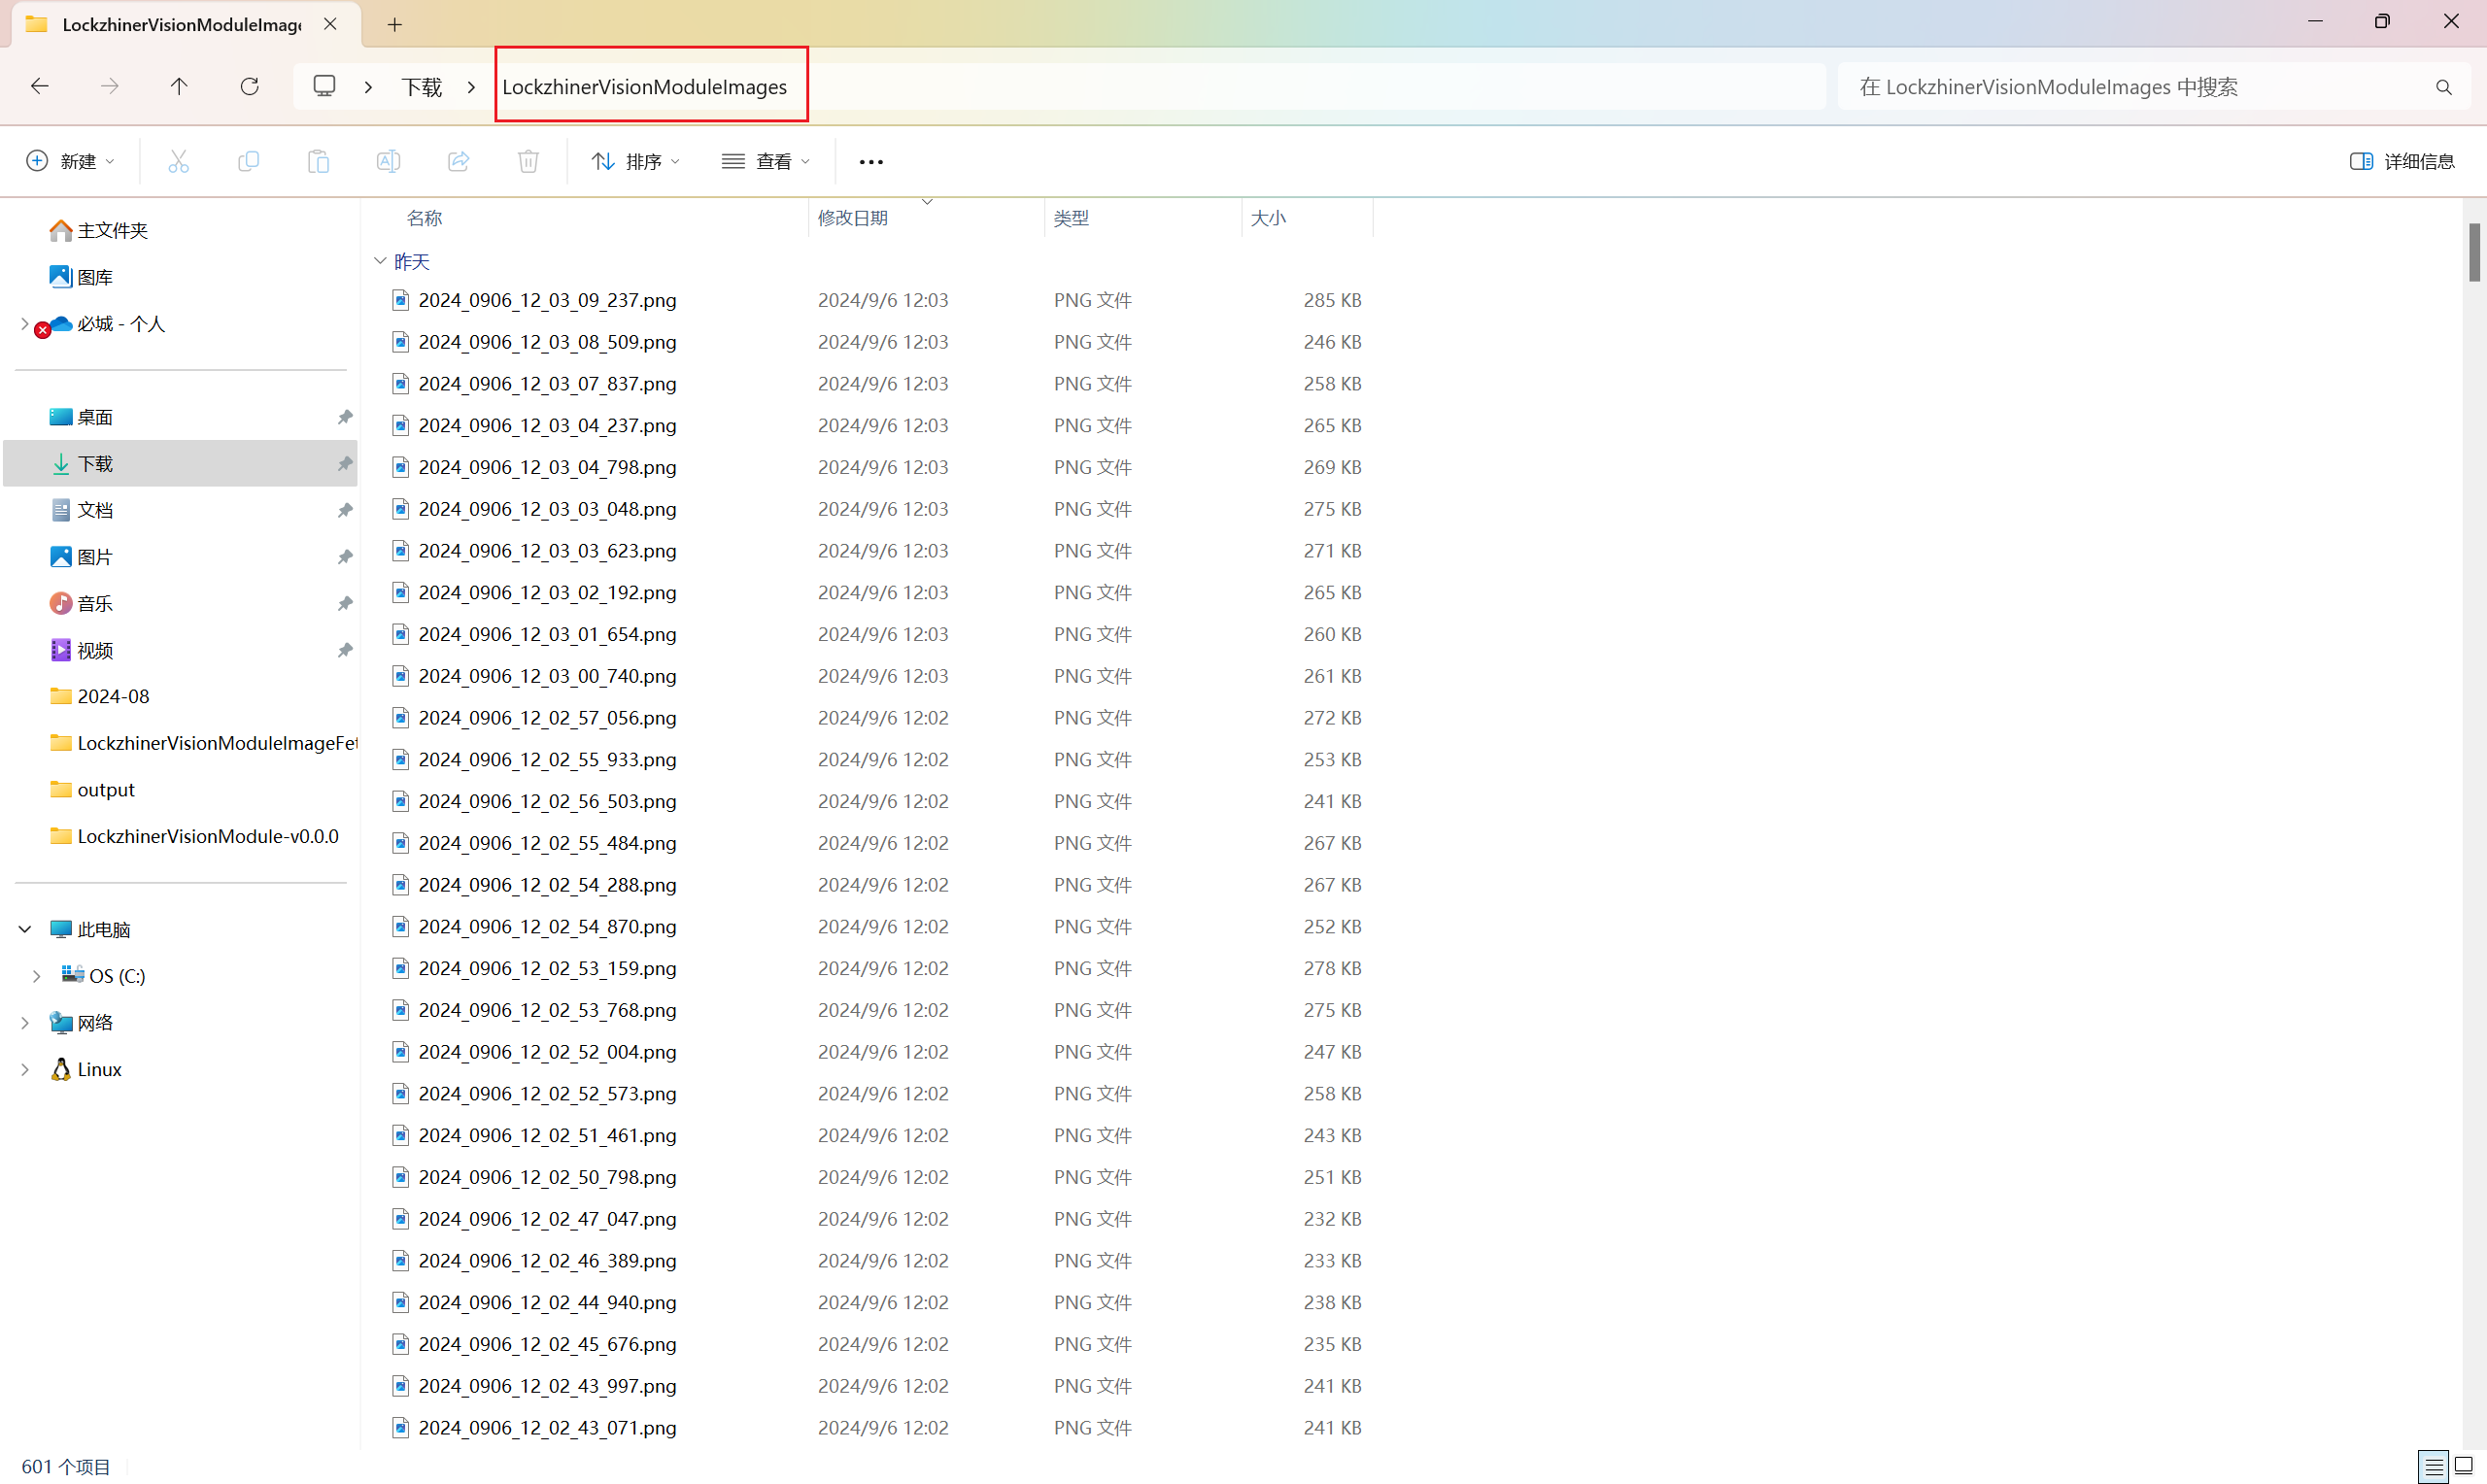 LockzhinerVisionModuleImage
下载
LockzhinerVisionModuleImages
在 LockzhinerVisionModuleImages 中搜索
新建
排序
查看
详细信息
主文件夹
图库
必城 - 个人
桌面
下载
文档
图片
音乐
视频
2024-08
LockzhinerVisionModuleImageFet
output
LockzhinerVisionModule-v0.0.0
此电脑
OS (C:)
网络
Linux
名称 修改日期 类型 大小
昨天
2024_0906_12_03_09_237.png 2024/9/6 12:03 PNG 文件 285 KB
2024_0906_12_03_08_509.png 2024/9/6 12:03 PNG 文件 246 KB
2024_0906_12_03_07_837.png 2024/9/6 12:03 PNG 文件 258 KB
2024_0906_12_03_04_237.png 2024/9/6 12:03 PNG 文件 265 KB
2024_0906_12_03_04_798.png 2024/9/6 12:03 PNG 文件 269 KB
2024_0906_12_03_03_048.png 2024/9/6 12:03 PNG 文件 275 KB
2024_0906_12_03_03_623.png 2024/9/6 12:03 PNG 文件 271 KB
2024_0906_12_03_02_192.png 2024/9/6 12:03 PNG 文件 265 KB
2024_0906_12_03_01_654.png 2024/9/6 12:03 PNG 文件 260 KB
2024_0906_12_03_00_740.png 2024/9/6 12:03 PNG 文件 261 KB
2024_0906_12_02_57_056.png 2024/9/6 12:02 PNG 文件 272 KB
2024_0906_12_02_55_933.png 2024/9/6 12:02 PNG 文件 253 KB
2024_0906_12_02_56_503.png 2024/9/6 12:02 PNG 文件 241 KB
2024_0906_12_02_55_484.png 2024/9/6 12:02 PNG 文件 267 KB
2024_0906_12_02_54_288.png 2024/9/6 12:02 PNG 文件 267 KB
2024_0906_12_02_54_870.png 2024/9/6 12:02 PNG 文件 252 KB
2024_0906_12_02_53_159.png 2024/9/6 12:02 PNG 文件 278 KB
2024_0906_12_02_53_768.png 2024/9/6 12:02 PNG 文件 275 KB
2024_0906_12_02_52_004.png 2024/9/6 12:02 PNG 文件 247 KB
2024_0906_12_02_52_573.png 2024/9/6 12:02 PNG 文件 258 KB
2024_0906_12_02_51_461.png 2024/9/6 12:02 PNG 文件 243 KB
2024_0906_12_02_50_798.png 2024/9/6 12:02 PNG 文件 251 KB
2024_0906_12_02_47_047.png 2024/9/6 12:02 PNG 文件 232 KB
2024_0906_12_02_46_389.png 2024/9/6 12:02 PNG 文件 233 KB
2024_0906_12_02_44_940.png 2024/9/6 12:02 PNG 文件 238 KB
2024_0906_12_02_45_676.png 2024/9/6 12:02 PNG 文件 235 KB
2024_0906_12_02_43_997.png 2024/9/6 12:02 PNG 文件 241 KB
2024_0906_12_02_43_071.png 2024/9/6 12:02 PNG 文件 241 KB
601 个项目